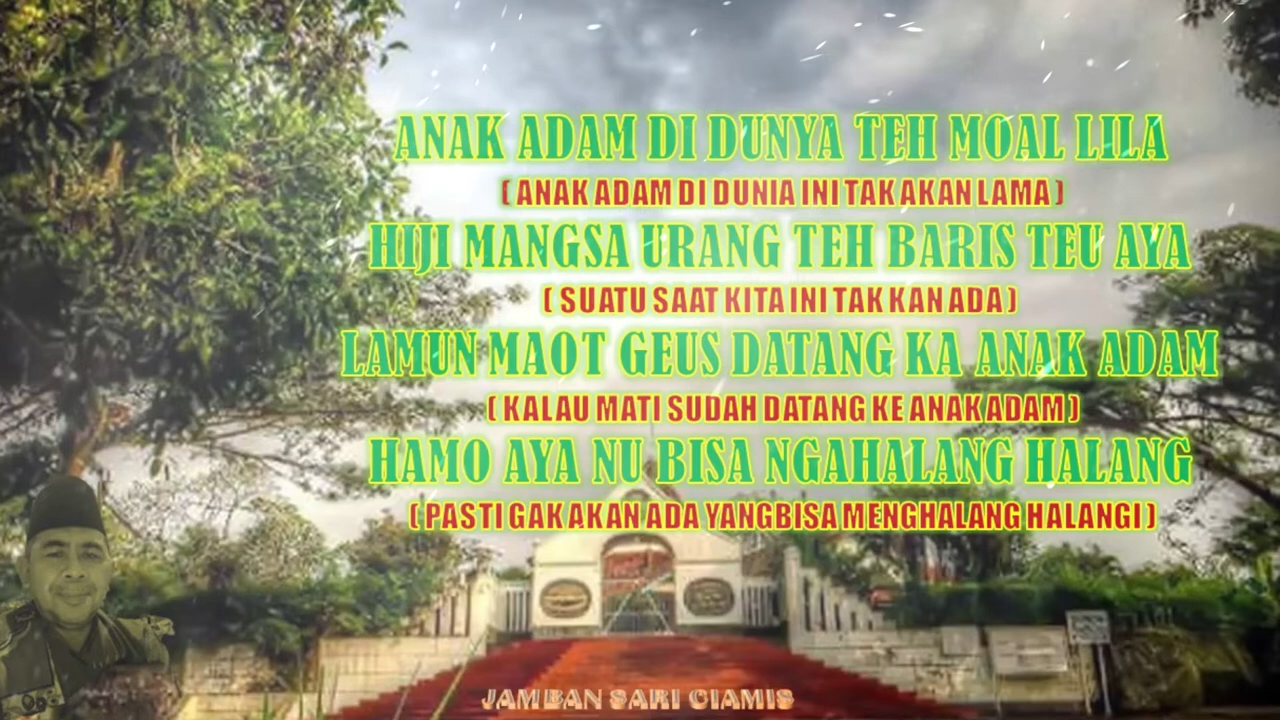 ANAK ADAM DI DUNYA TEH MOAL LILA
( ANAK ADAM DI DUNIA INI TAK AKAN LAMA )
HIJI MANGSA URANG TEH BARIS TEU AYA
( SUATU SAAT KITA INI TAK KAN ADA )
LAMUN MAOT GEUS DATANG KA ANAK ADAM
( KALAU MATI SUDAH DATANG KE ANAK ADAM )
HAMO AYA NU BISA NGAHALANG HALANG
( PASTI GAK AKAN ADA YANGBISA MENGHALANG HALANGI )
JAMBAN SARI CIAMIS